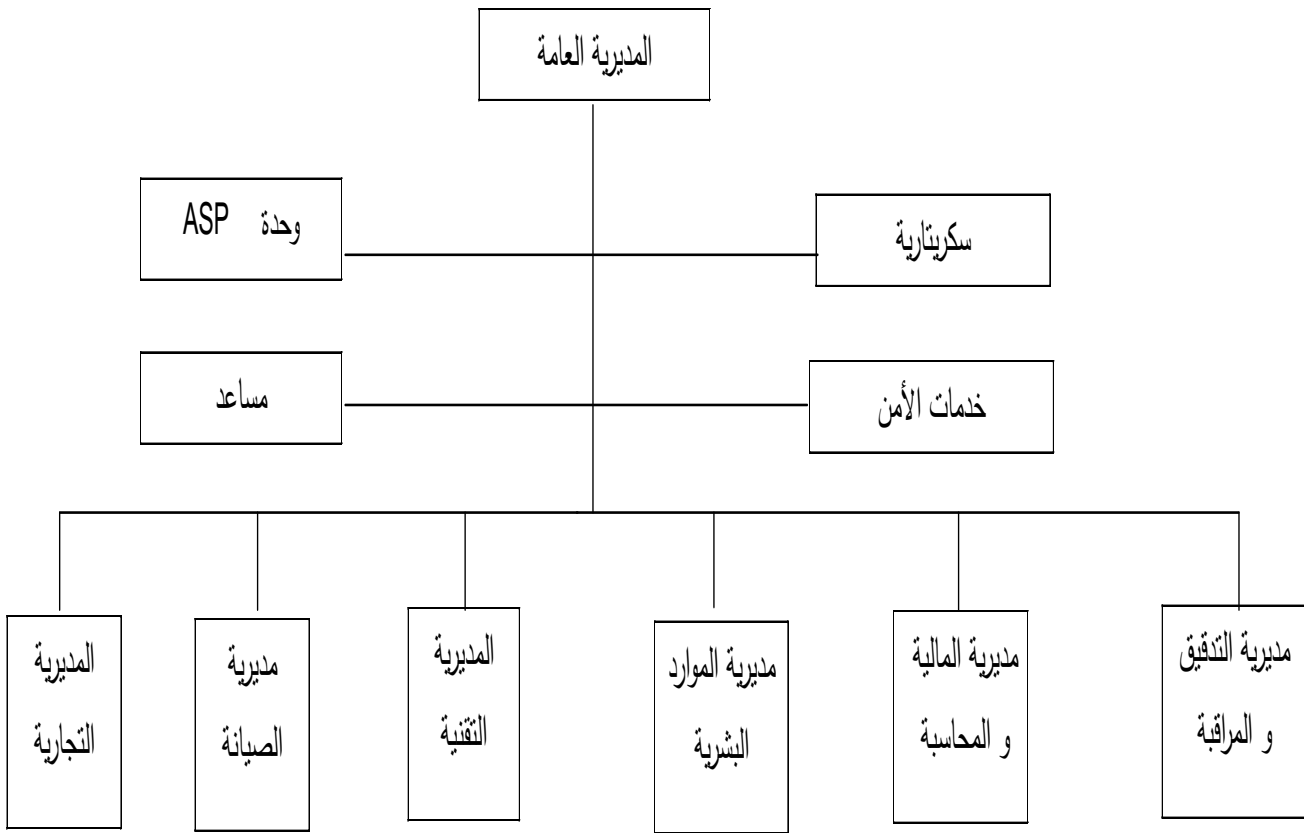 المديرية العامة
سكريتارية
وحدة ASP
خدمات الأمن
مساعد
مديرية التدقيق
و المراقبة
مديرية المالية
و المحاسبة
مديرية الموارد
البشرية
المديرية
التقنية
مديرية
الصيانة
المديرية
التجارية